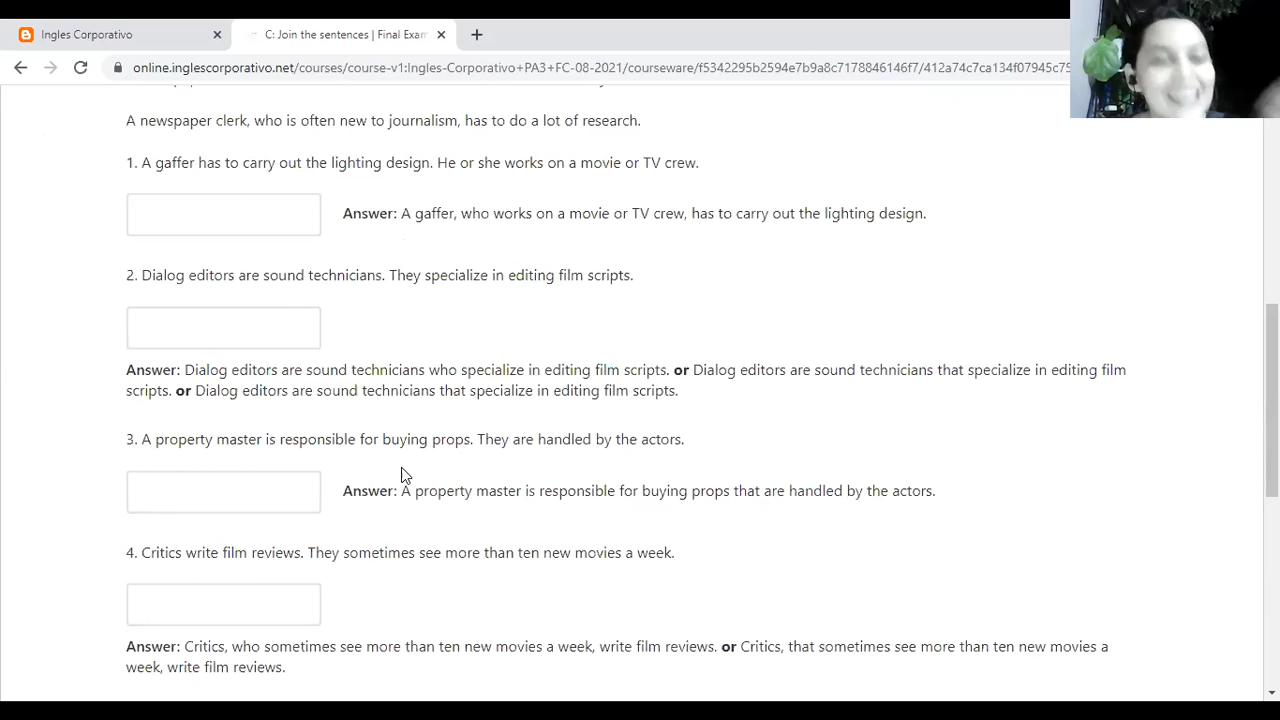 Ingles Corporativo
C: Join the sentences | Final Exam
online.inglescorporativo.net/courses/course-v1:Ingles-Corporativo+PA3+FC-08-2021/courseware/f5342295b2594e7b9a8c7178846146f7/412a74c7ca134f07945c75
A newspaper clerk, who is often new to journalism, has to do a lot of research.
1. A gaffer has to carry out the lighting design. He or she works on a movie or TV crew.
Answer: A gaffer, who works on a movie or TV crew, has to carry out the lighting design.
2. Dialog editors are sound technicians. They specialize in editing film scripts.
Answer: Dialog editors are sound technicians who specialize in editing film scripts. or Dialog editors are sound technicians that specialize in editing film
scripts. or Dialog editors are sound technicians that specialize in editing film scripts.
3. A property master is responsible for buying props. They are handled by the actors.
Answer: A property master is responsible for buying props that are handled by the actors.
4. Critics write film reviews. They sometimes see more than ten new movies a week.
Answer: Critics, who sometimes see more than ten new movies a week, write film reviews. or Critics, that sometimes see more than ten new movies a
week, write film reviews.